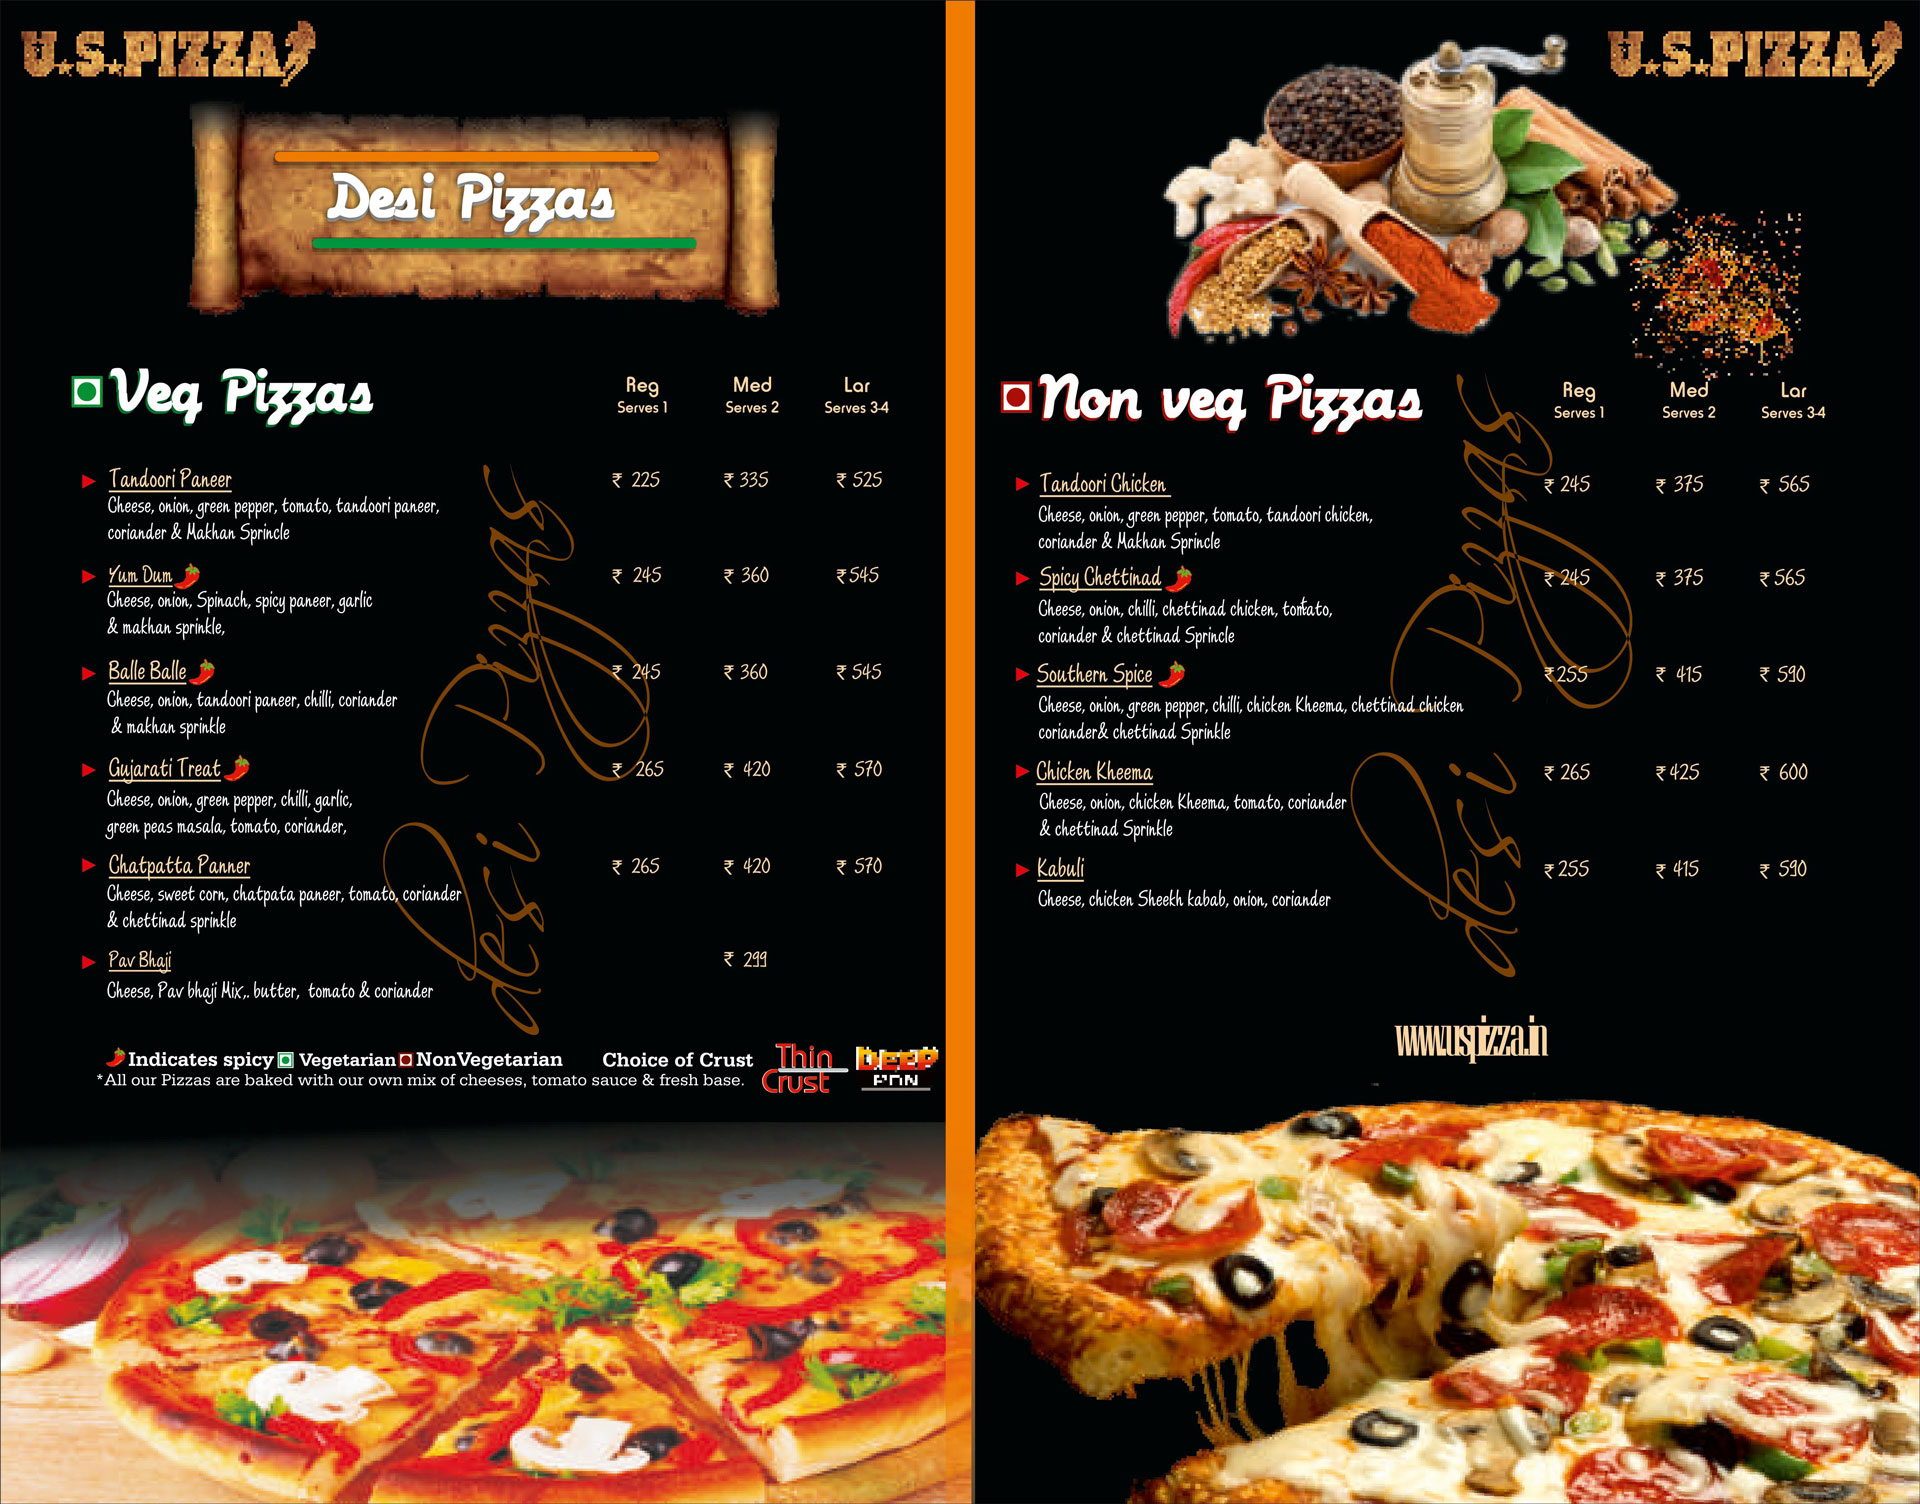 U.S.PIZZA
Desi Pizzas
Veg Pizzas
Reg Med Lar
Serves 1 Serves 2 Serves 3-4
Tandoori Paneer ₹ 225 ₹ 335 ₹ 525
Cheese, onion, green pepper, tomato, tandoori paneer,
coriander & Makhan Sprincle
Yum Dum ₹ 245 ₹ 360 ₹ 545
Cheese, onion, Spinach, spicy paneer, garlic
& makhan sprinkle,
Balle Balle ₹ 245 ₹ 360 ₹ 545
Cheese, onion, tandoori paneer, chilli, coriander
& makhan sprinkle
Gujarati Treat ₹ 265 ₹ 420 ₹ 570
Cheese, onion, green pepper, chilli, garlic,
green peas masala, tomato, coriander,
Chatpatta Panner ₹ 265 ₹ 420 ₹ 570
Cheese, sweet corn, chatpata paneer, tomato, coriander
& chettinad sprinkle
Pav Bhaji ₹ 299
Cheese, Pav bhaji Mix,. butter, tomato & coriander
desi Pizzas
Indicates spicy Vegetarian NonVegetarian Choice of Crust Thin Crust DEEP PAN
*All our Pizzas are baked with our own mix of cheeses, tomato sauce & fresh base.
U.S.PIZZA
Non veg Pizzas
Reg Med Lar
Serves 1 Serves 2 Serves 3-4
Tandoori Chicken ₹ 245 ₹ 375 ₹ 565
Cheese, onion, green pepper, tomato, tandoori chicken,
coriander & Makhan Sprincle
Spicy Chettinad ₹ 245 ₹ 375 ₹ 565
Cheese, onion, chilli, chettinad chicken, tomato,
coriander & chettinad Sprincle
Southern Spice ₹ 255 ₹ 415 ₹ 590
Cheese, onion, green pepper, chilli, chicken Kheema, chettinad chicken
coriander& chettinad Sprinkle
Chicken Kheema ₹ 265 ₹ 425 ₹ 600
Cheese, onion, chicken Kheema, tomato, coriander
& chettinad Sprinkle
Kabuli ₹ 255 ₹ 415 ₹ 590
Cheese, chicken Sheekh kabab, onion, coriander
desi Pizzas
www.uspizza.in